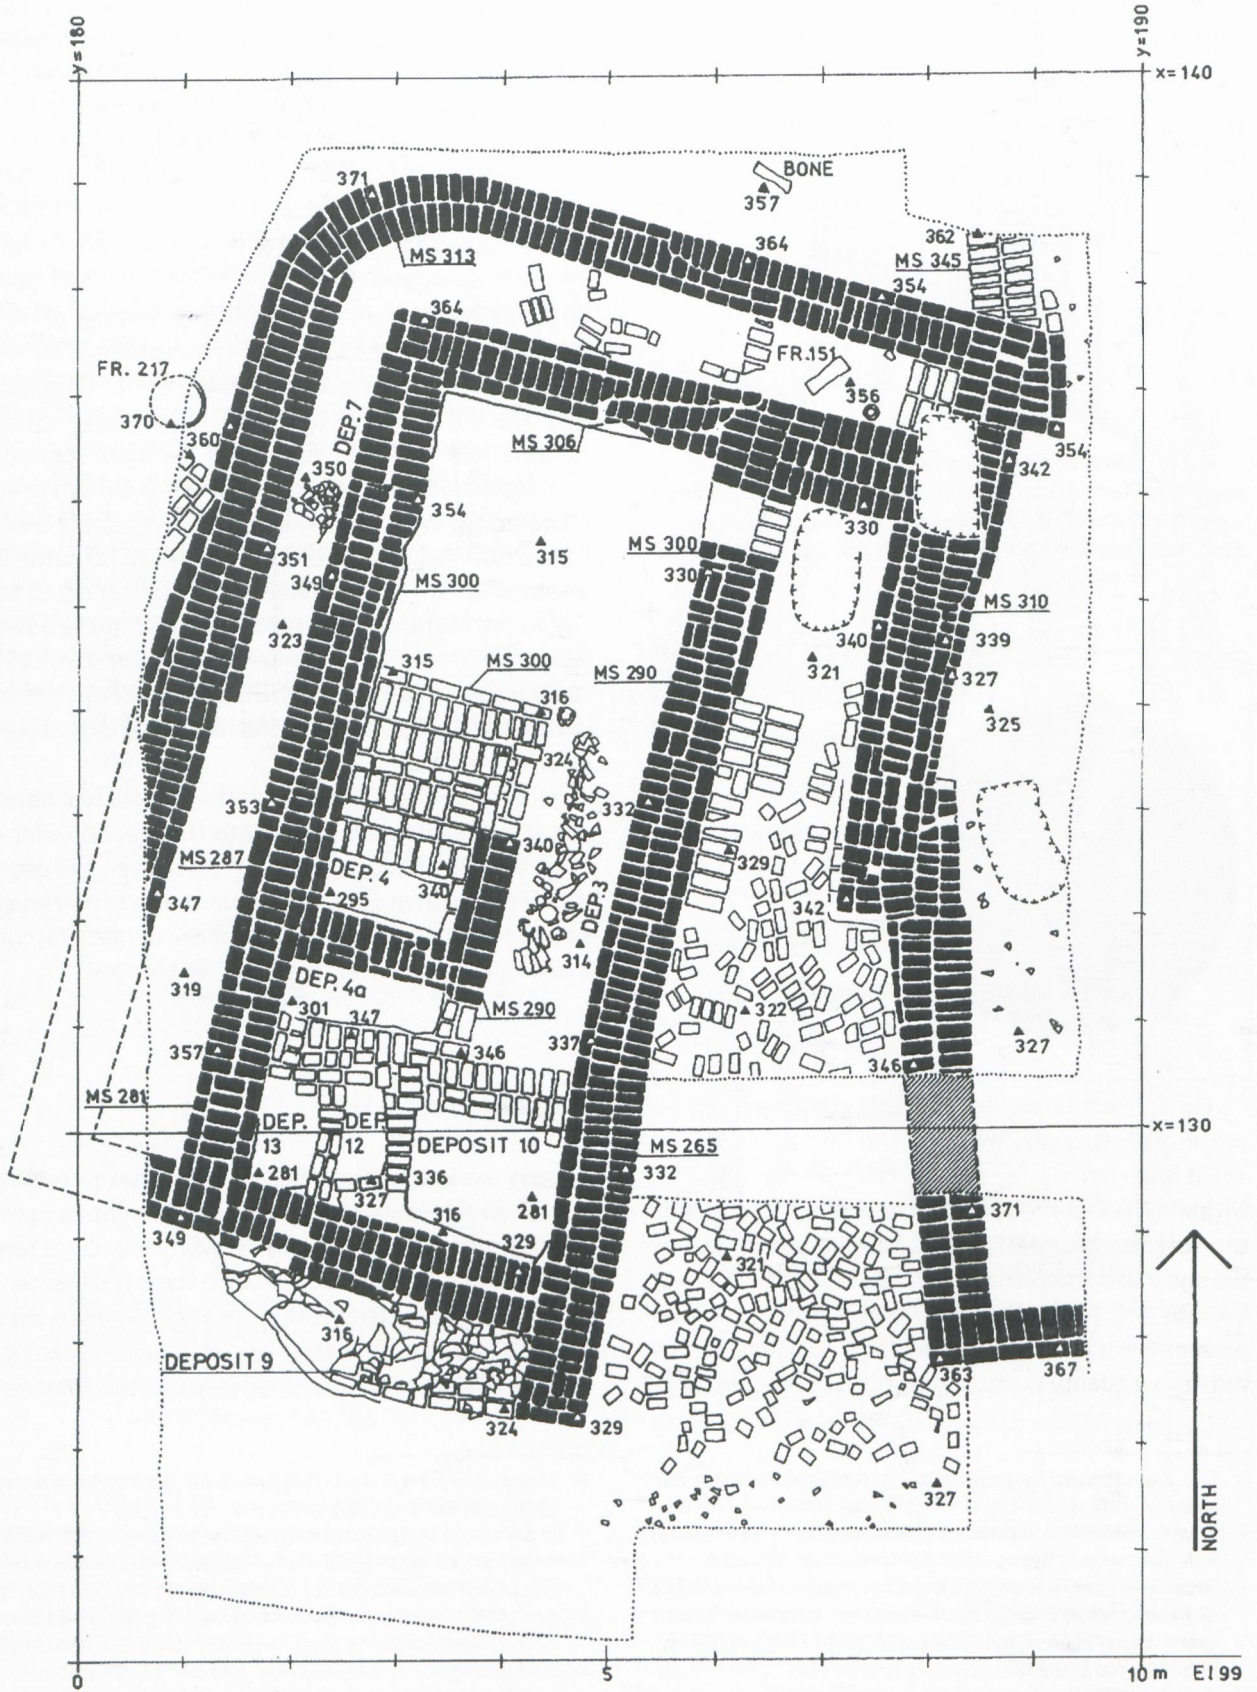 y=180
y=190
x=140
BONE
371
357
362
364
MS 345
MS 313
354
364
FR. 151
FR. 217
356
370
360
DEP. 7
MS 306
354
342
350
354
330
315
MS 300
351
330
349
MS 300
MS 310
340
339
323
315
MS 300
MS 290
321
327
316
325
324
353
332
340
329
MS 287
DEP. 4
340
295
347
DEP. 3
342
314
DEP. 4a
319
301
MS 290
322
347
337
327
357
346
346
MS 281
DEP.
13
DEP.
12
DEPOSIT 10
x=130
MS 265
281
336
332
327
281
371
349
316
329
321
316
DEPOSIT 9
363
367
324
329
327
NORTH
0
5
10 m
E199